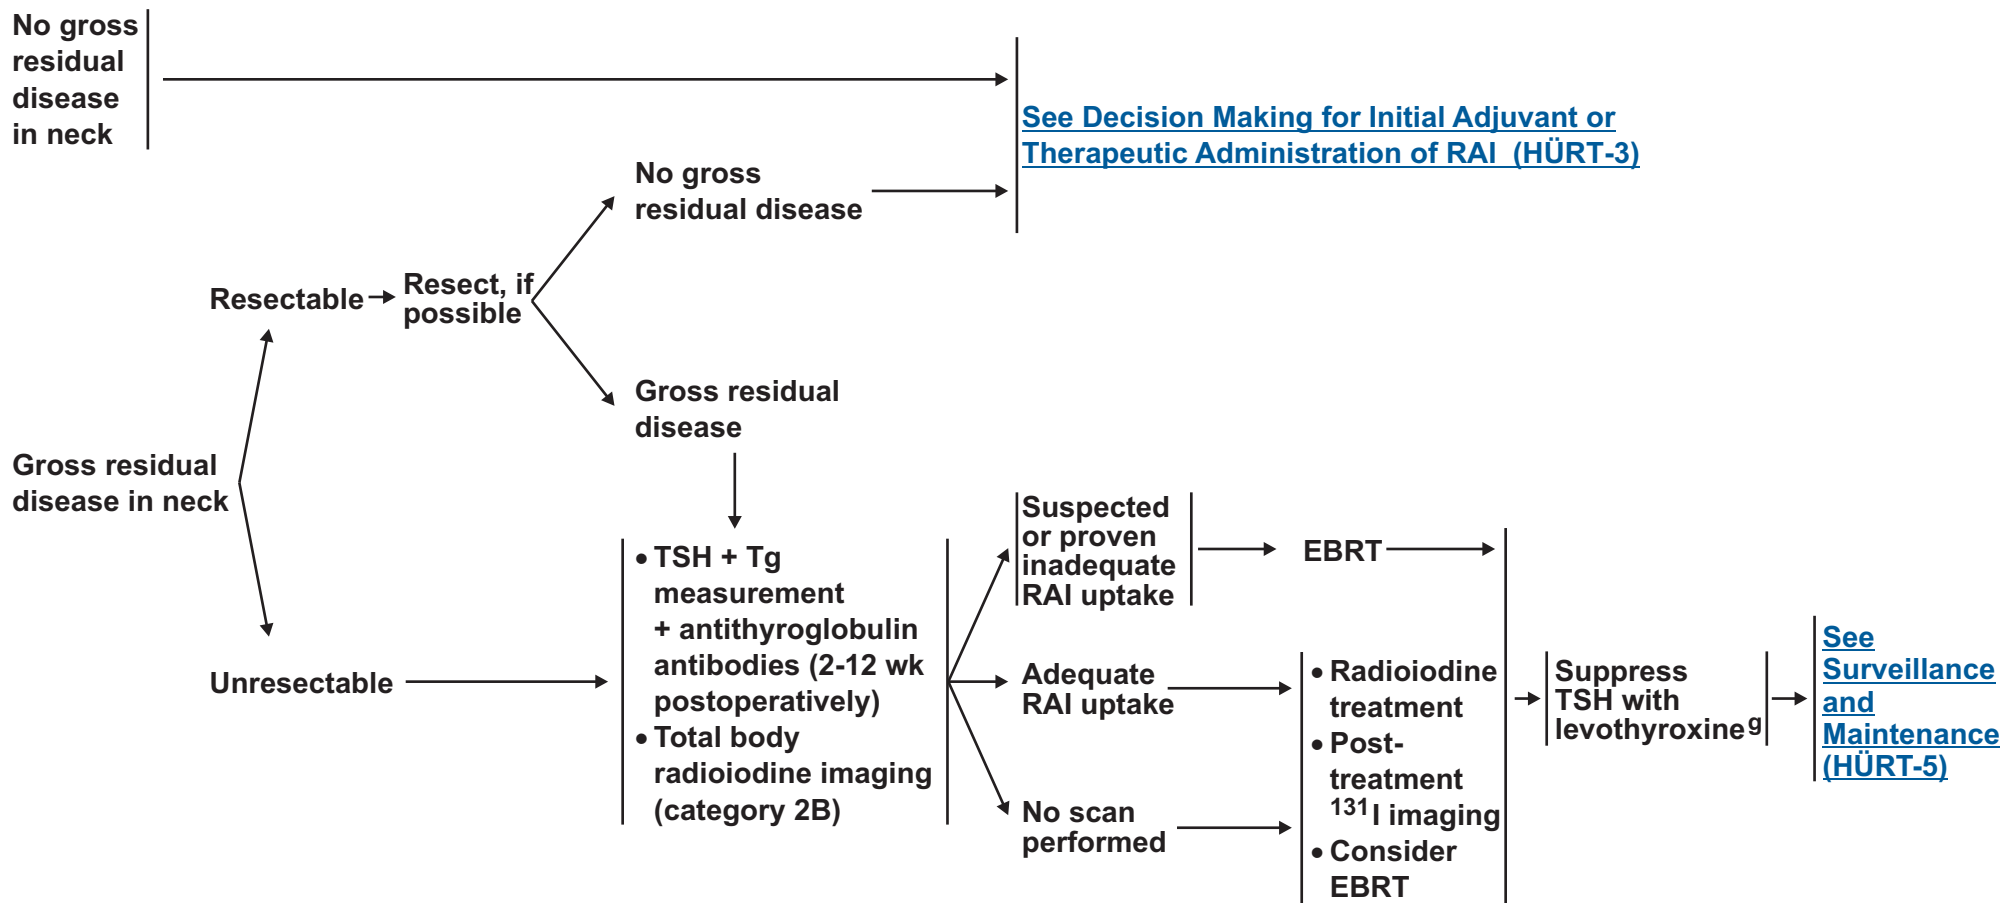 No gross
residual
disease
in neck
See Decision Making for Initial Adjuvant or
Therapeutic Administration of RAI (HÜRT-3)
No gross
residual disease
Resectable
Resect, if
possible
Gross residual
disease
Gross residual
disease in neck
Unresectable
• TSH + Tg
measurement
+ antithyroglobulin
antibodies (2-12 wk
postoperatively)
• Total body
radioiodine imaging
(category 2B)
Suspected
or proven
inadequate
RAI uptake
EBRT
Adequate
RAI uptake
No scan
performed
• Radioiodine
treatment
• Post-
treatment
131I imaging
• Consider
EBRT
Suppress
TSH with
levothyroxineg
See
Surveillance
and
Maintenance
(HÜRT-5)